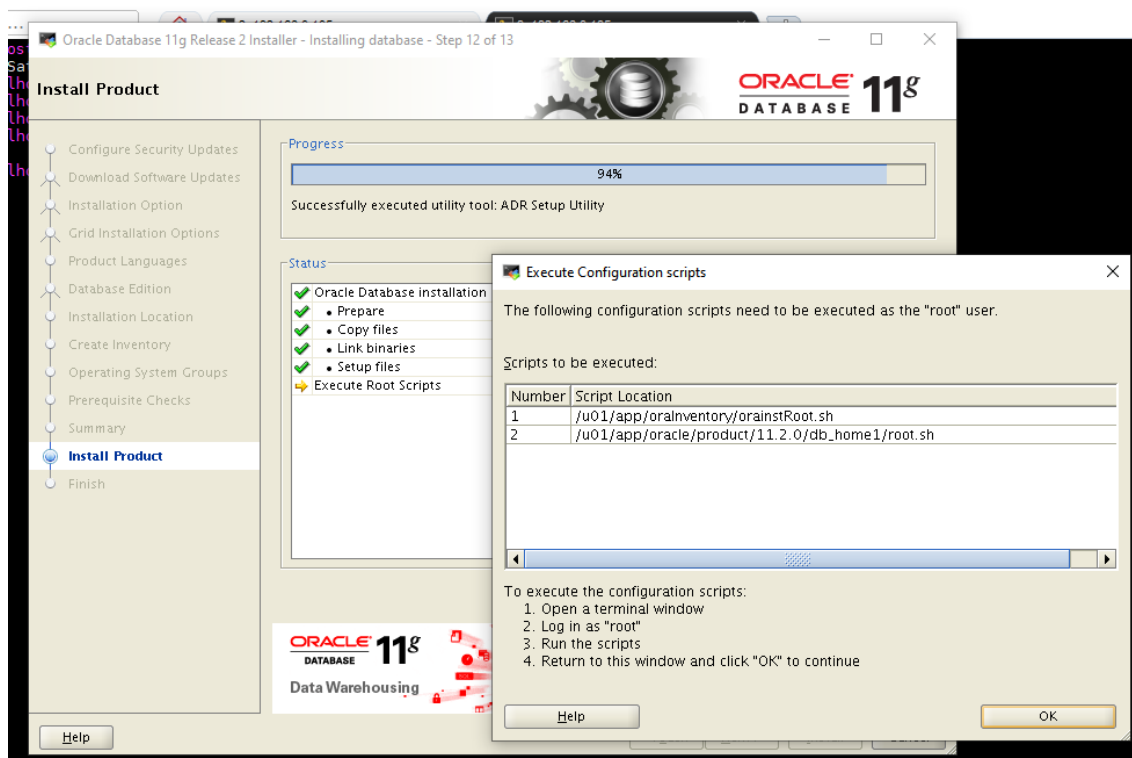 Oracle Database 11g Release 2 Installer - Installing database - Step 12 of 13
Install Product
ORACLE DATABASE 11g
Configure Security Updates
Download Software Updates
Installation Option
Grid Installation Options
Product Languages
Database Edition
Installation Location
Create Inventory
Operating System Groups
Prerequisite Checks
Summary
Install Product
Finish
Progress
94%
Successfully executed utility tool: ADR Setup Utility
Status
Oracle Database installation
• Prepare
• Copy files
• Link binaries
• Setup files
Execute Root Scripts
ORACLE DATABASE 11g
Data Warehousing
Help
Execute Configuration scripts
The following configuration scripts need to be executed as the "root" user.
Scripts to be executed:
Number Script Location
1 /u01/app/oraInventory/orainstRoot.sh
2 /u01/app/oracle/product/11.2.0/db_home1/root.sh
To execute the configuration scripts:
1. Open a terminal window
2. Log in as "root"
3. Run the scripts
4. Return to this window and click "OK" to continue
Help
OK